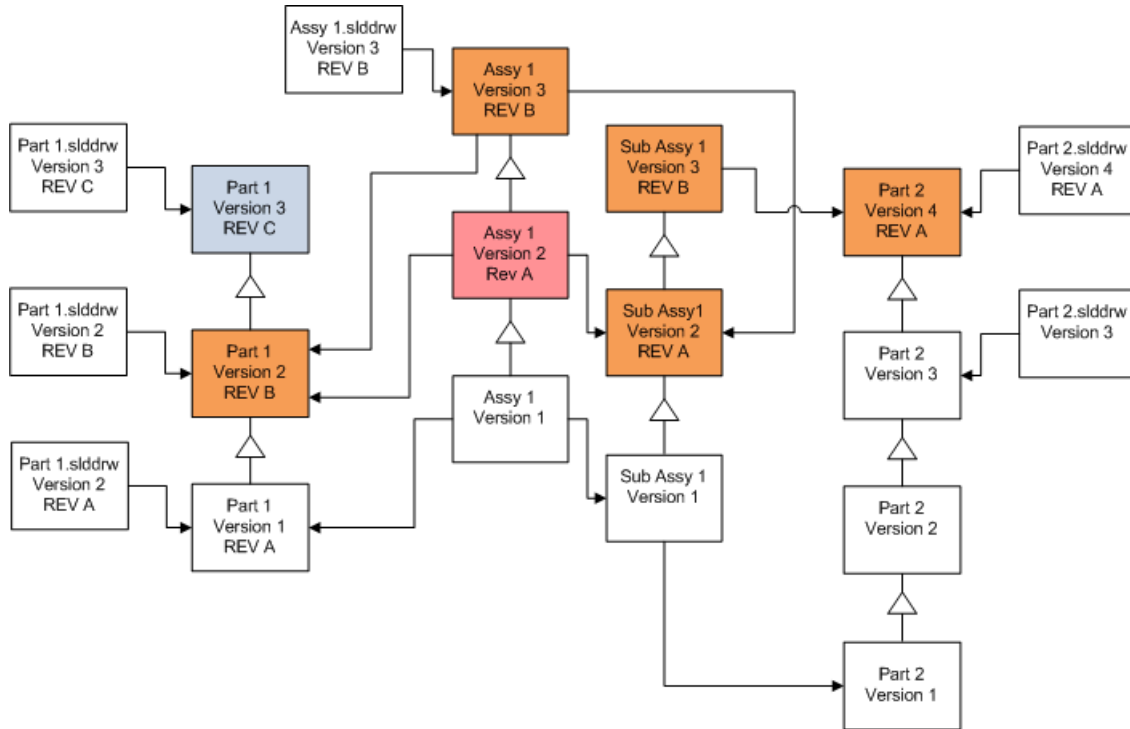 Assy 1.slddrw
Version 3
REV B
Assy 1
Version 3
REV B
Part 1.slddrw
Version 3
REV C
Part 1
Version 3
REV C
Sub Assy 1
Version 3
REV B
Part 2
Version 4
REV A
Part 2.slddrw
Version 4
REV A
Assy 1
Version 2
Rev A
Part 1.slddrw
Version 2
REV B
Part 1
Version 2
REV B
Sub Assy1
Version 2
REV A
Part 2
Version 3
Part 2.slddrw
Version 3
Assy 1
Version 1
Part 1.slddrw
Version 2
REV A
Part 1
Version 1
REV A
Sub Assy 1
Version 1
Part 2
Version 2
Part 2
Version 1